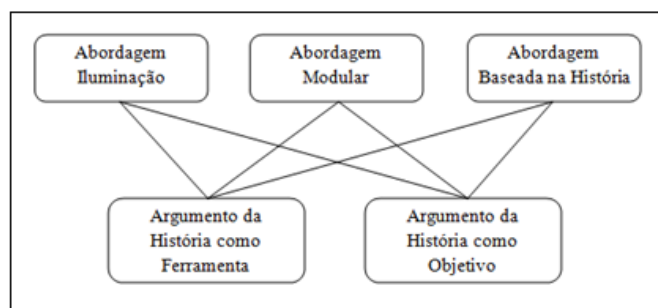 Abordagem
Iluminação
Abordagem
Modular
Abordagem
Baseada na História
Argumento da
História como
Ferramenta
Argumento da
História como
Objetivo